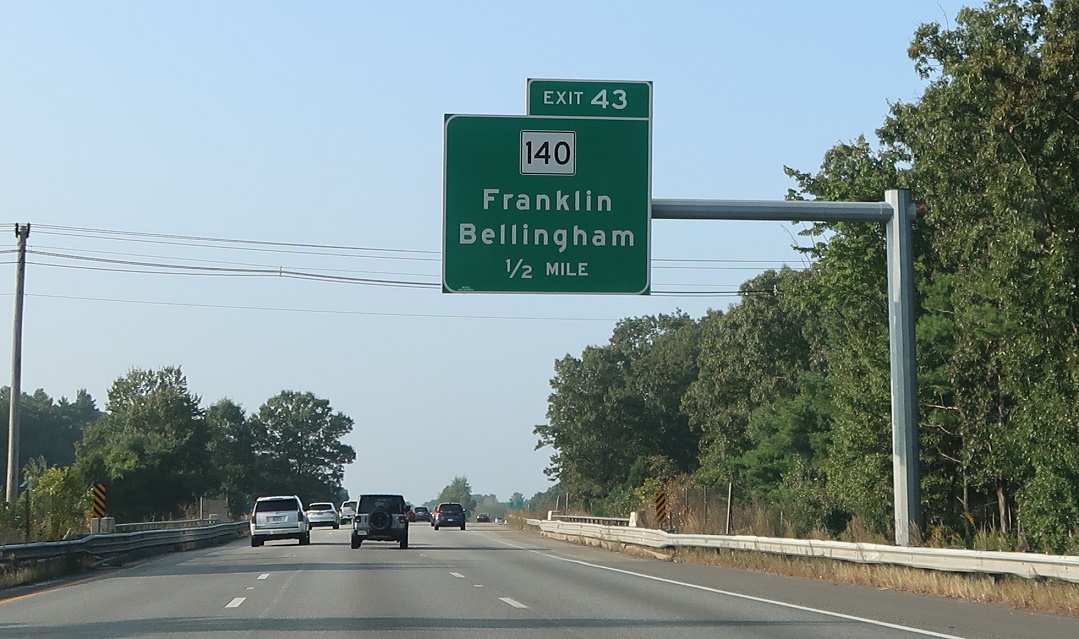 EXIT 43
140
Franklin
Bellingham
1/2 MILE